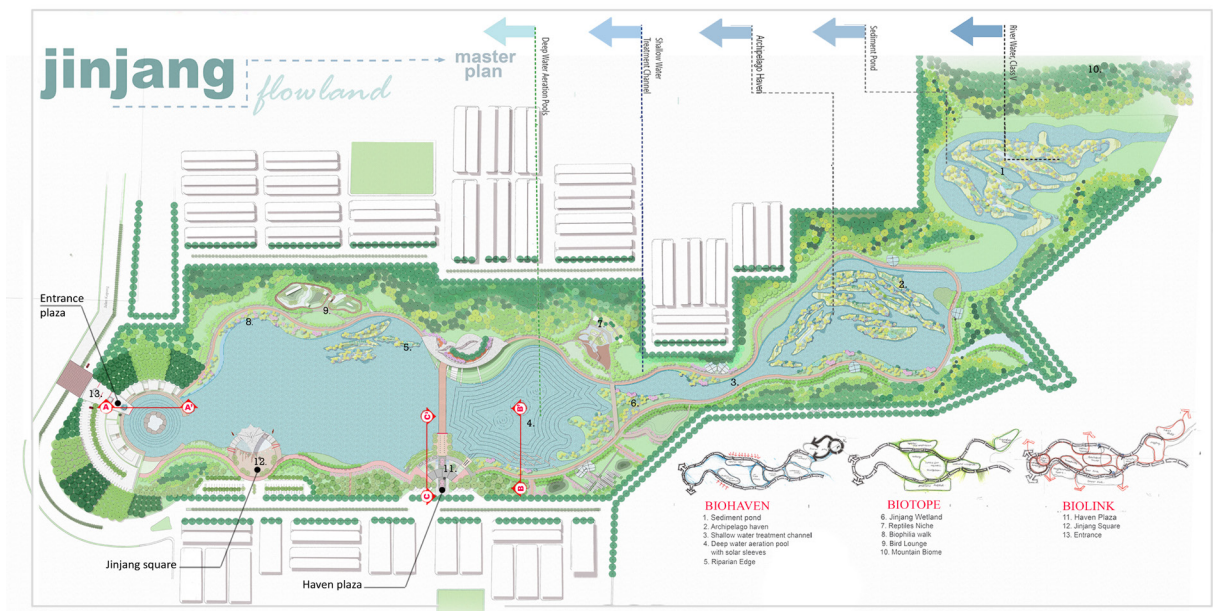 jinjang
flowland
master
plan
Deep Water Aeration Pools
Shallow Water
Treatment Channel
Archipelago Haven
Sediment Pond
River Water, Class V
10.
1
2.
Entrance
plaza
9.
8.
7.
5.
3.
13.
A
A'
C'
B'
6.
4.
12.
11.
C
B
Jinjang square
Haven plaza
BIOHAVEN
1. Sediment pond
2. Archipelago haven
3. Shallow water treatment channel
4. Deep water aeration pool
with solar sleeves
5. Riparian Edge
BIOTOPE
6. Jinjang Wetland
7. Reptiles Niche
8. Biophilia walk
9. Bird Lounge
10. Mountain Biome
BIOLINK
11. Haven Plaza
12. Jinjang Square
13. Entrance